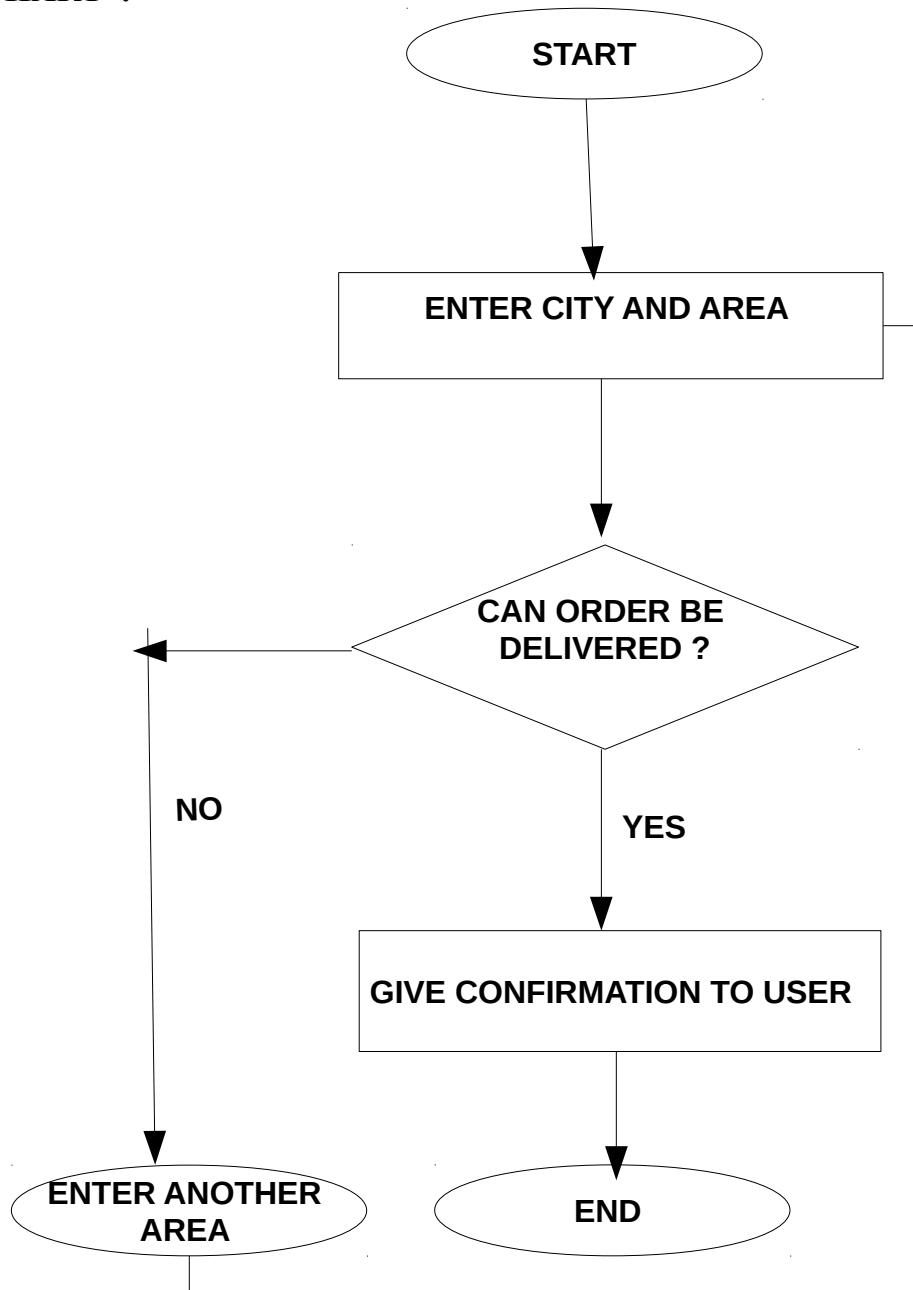 START
ENTER CITY AND AREA
CAN ORDER BE
DELIVERED ?
NO
YES
GIVE CONFIRMATION TO USER
ENTER ANOTHER
AREA
END